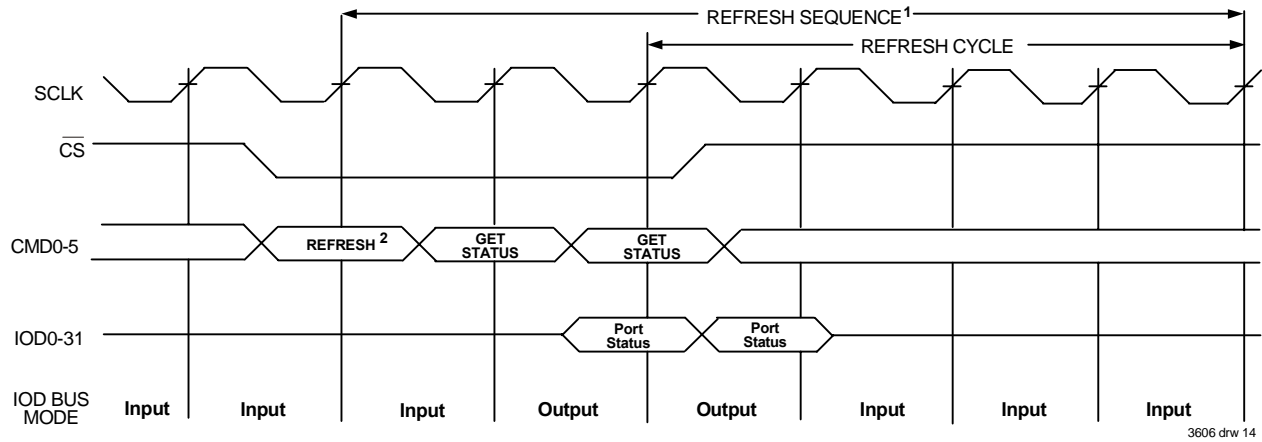 REFRESH SEQUENCE1
REFRESH CYCLE
SCLK
CS
CMD0-5
REFRESH 2
GET
STATUS
GET
STATUS
IOD0-31
Port
Status
Port
Status
IOD BUS
MODE
Input Input Input Output Output Input Input Input
3606 drw 14